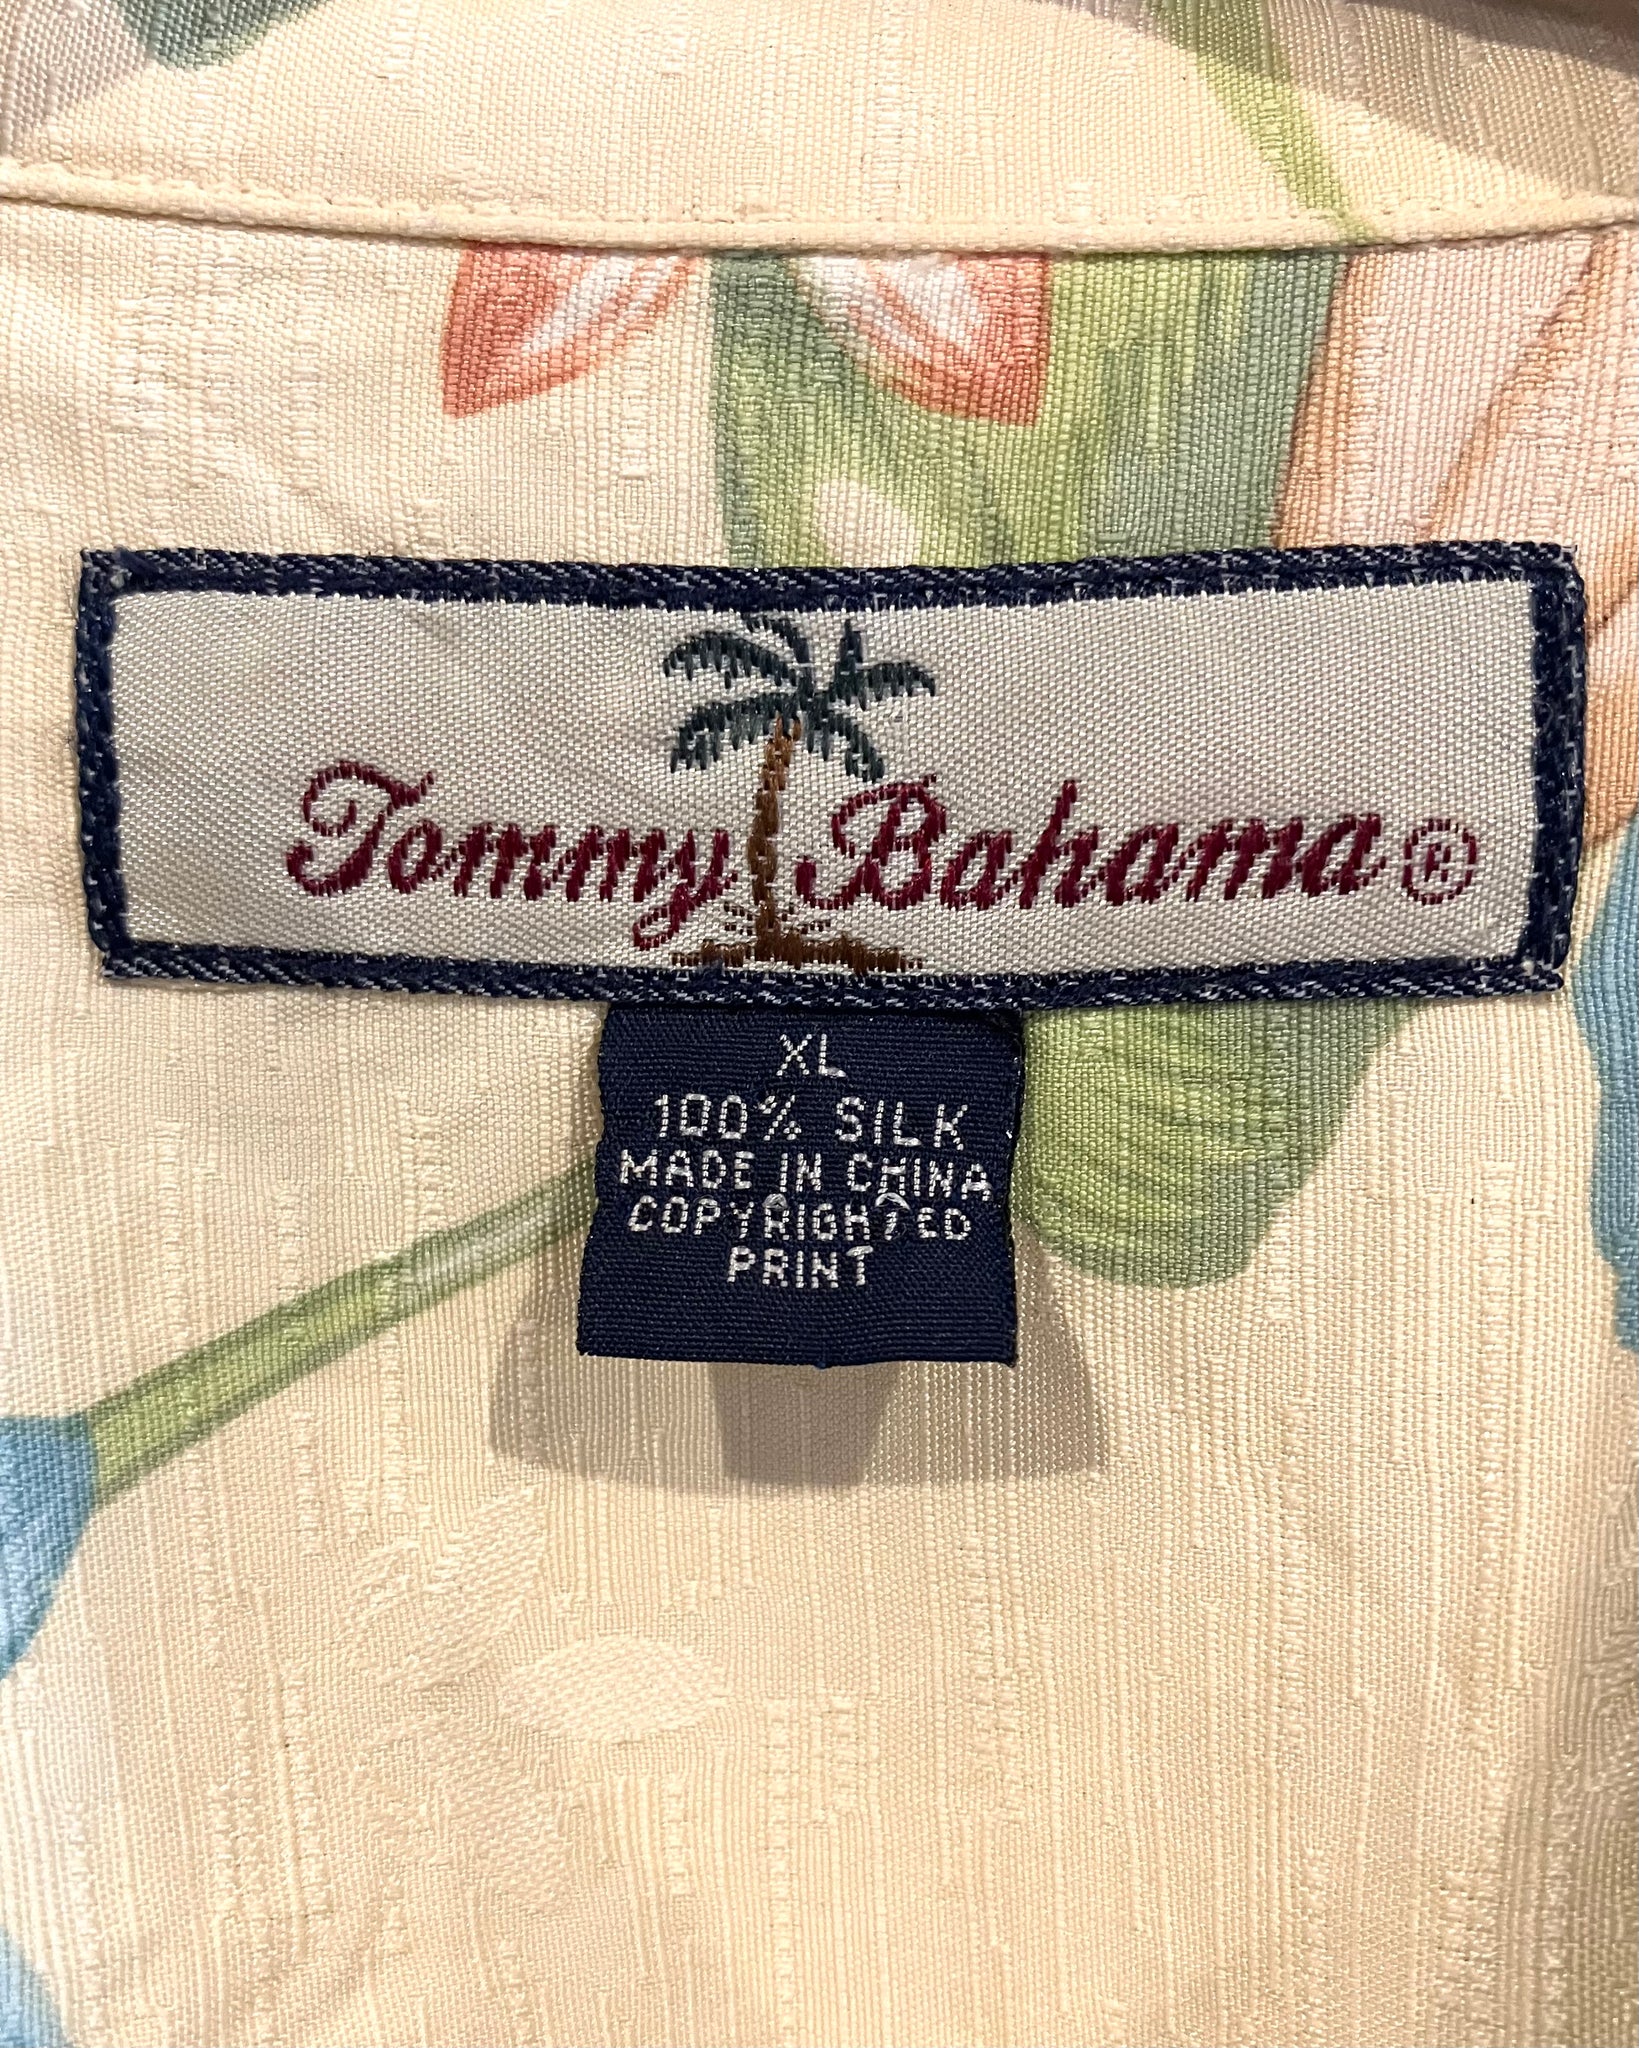 Tommy Bahama®
XL
100% SILK
MADE IN CHINA
COPYRIGHTED
PRINT